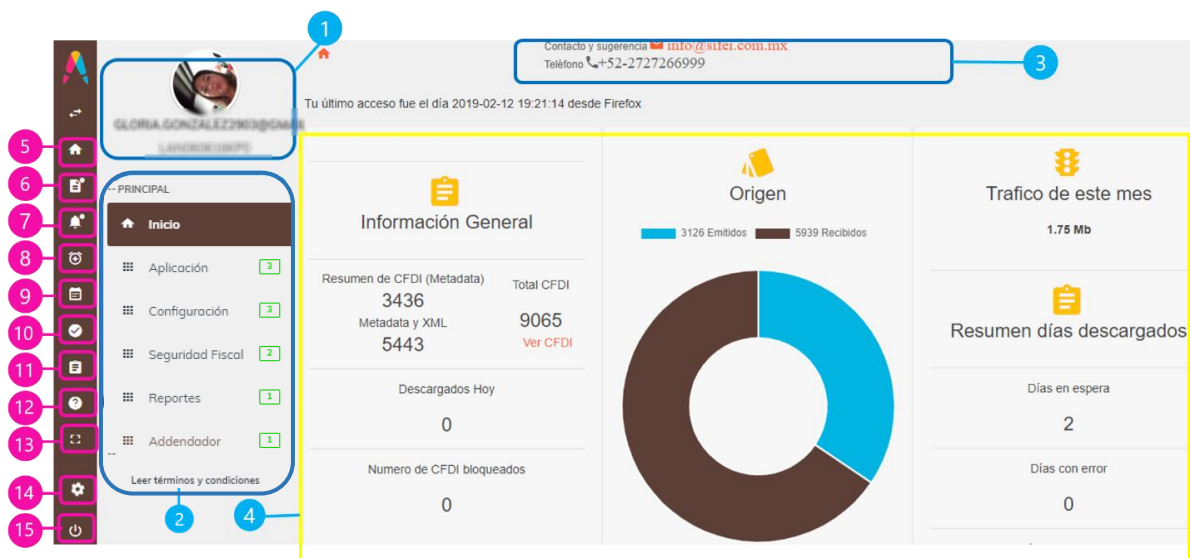 1
Contacto y sugerencia info@sifei.com.mx
Teléfono +52-2727266999
3
Tu último acceso fue el día 2019-02-12 19:21:14 desde Firefox
5
6
7
8
9
10
11
12
13
14
15
-- PRINCIPAL
Inicio
Aplicación 3
Configuración 3
Seguridad Fiscal 2
Reportes 1
Addendador 1
--
Leer términos y condiciones
2
4
Información General
Resumen de CFDI (Metadata)
3436
Metadata y XML
5443
Total CFDI
9065
Ver CFDI
Descargados Hoy
0
Numero de CFDI bloqueados
0
Origen
3126 Emitidos 5939 Recibidos
Trafico de este mes
1.75 Mb
Resumen días descargados
Días en espera
2
Días con error
0